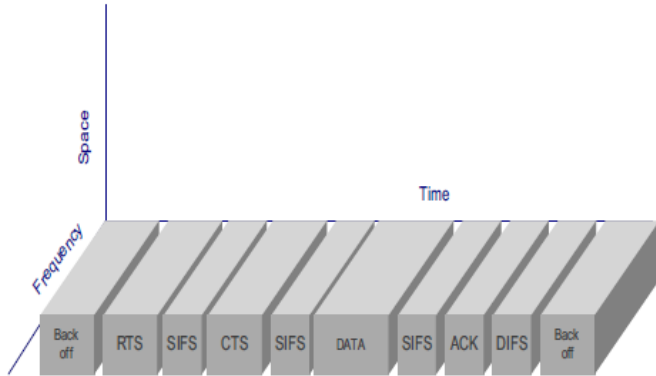 Space
Time
Frequency
Back
off
RTS
SIFS
CTS
SIFS
DATA
SIFS
ACK
DIFS
Back
off